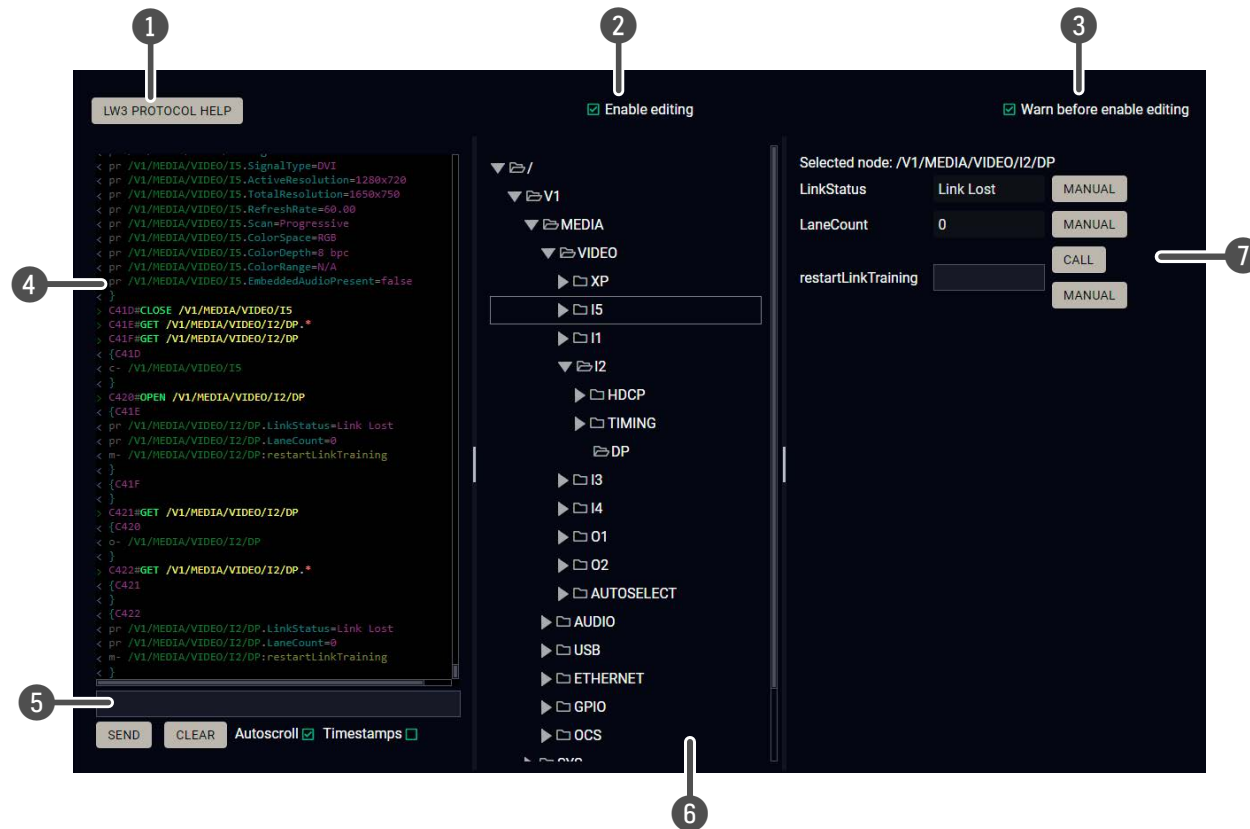 1
2
3
LW3 PROTOCOL HELP
Enable editing
Warn before enable editing
< pr /V1/MEDIA/VIDEO/I5.SignalType=DVI
< pr /V1/MEDIA/VIDEO/I5.ActiveResolution=1280x720
< pr /V1/MEDIA/VIDEO/I5.TotalResolution=1650x750
< pr /V1/MEDIA/VIDEO/I5.RefreshRate=60.00
< pr /V1/MEDIA/VIDEO/I5.Scan=Progressive
< pr /V1/MEDIA/VIDEO/I5.ColorSpace=RGB
< pr /V1/MEDIA/VIDEO/I5.ColorDepth=8 bpc
< pr /V1/MEDIA/VIDEO/I5.ColorRange=N/A
4
pr /V1/MEDIA/VIDEO/I5.EmbeddedAudioPresent=false
< }
> C41D#CLOSE /V1/MEDIA/VIDEO/I5
> C41E#GET /V1/MEDIA/VIDEO/I2/DP.*
> C41F#GET /V1/MEDIA/VIDEO/I2/DP
< {C41D
< c- /V1/MEDIA/VIDEO/I5
< }
> C420#OPEN /V1/MEDIA/VIDEO/I2/DP
< {C41E
< pr /V1/MEDIA/VIDEO/I2/DP.LinkStatus=Link Lost
< pr /V1/MEDIA/VIDEO/I2/DP.LaneCount=0
< m- /V1/MEDIA/VIDEO/I2/DP:restartLinkTraining
< }
< {C41F
< }
> C421#GET /V1/MEDIA/VIDEO/I2/DP
< {C420
< o- /V1/MEDIA/VIDEO/I2/DP
< }
> C422#GET /V1/MEDIA/VIDEO/I2/DP.*
< {C421
< }
< {C422
< pr /V1/MEDIA/VIDEO/I2/DP.LinkStatus=Link Lost
< pr /V1/MEDIA/VIDEO/I2/DP.LaneCount=0
< m- /V1/MEDIA/VIDEO/I2/DP:restartLinkTraining
< }
5
SEND CLEAR Autoscroll Timestamps
/
V1
MEDIA
VIDEO
XP
I5
I1
I2
HDCP
TIMING
DP
I3
I4
O1
O2
AUTOSELECT
AUDIO
USB
ETHERNET
GPIO
OCS
6
Selected node: /V1/MEDIA/VIDEO/I2/DP
LinkStatus Link Lost MANUAL
LaneCount 0 MANUAL
CALL
7
restartLinkTraining
MANUAL